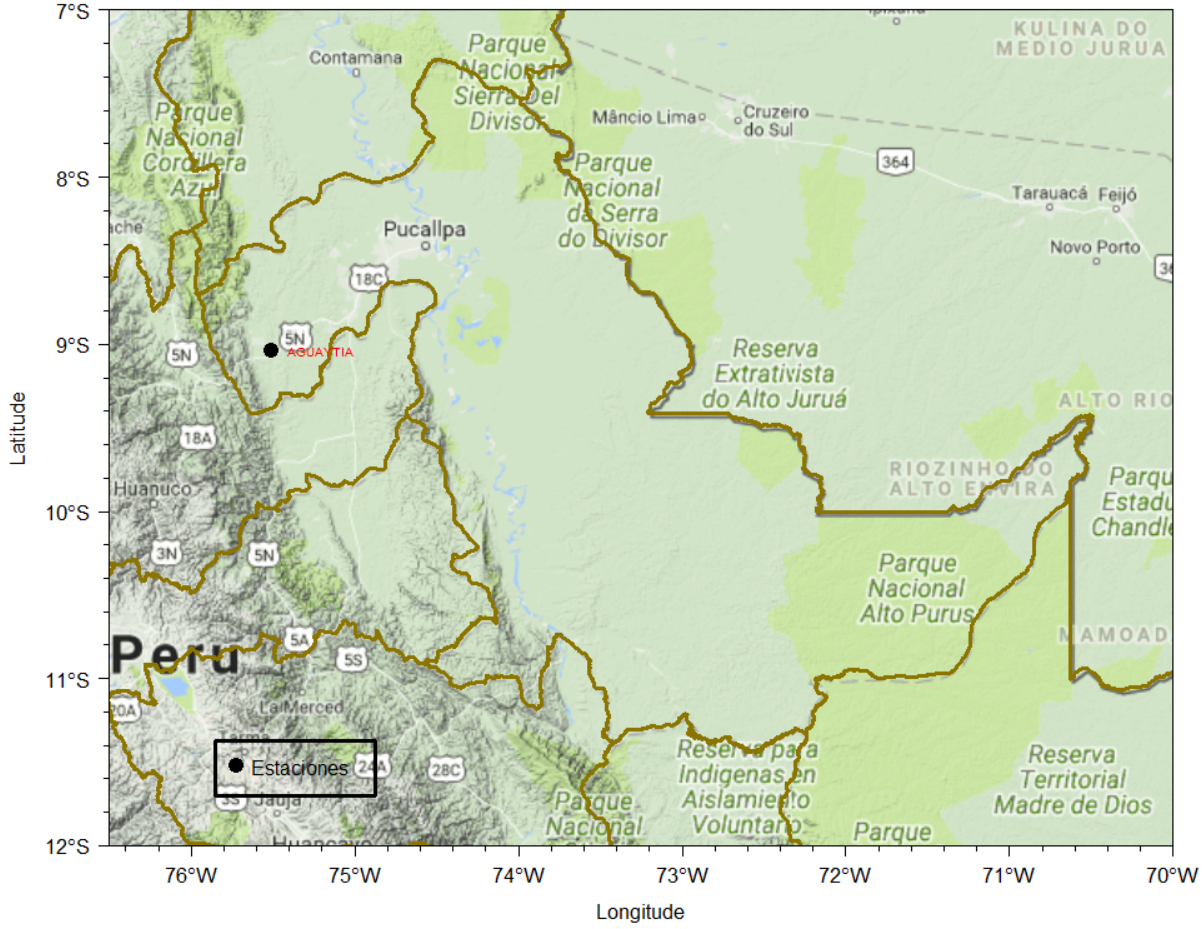 7°S
8°S
9°S
10°S
11°S
12°S
Latitude
76°W
75°W
74°W
73°W
72°W
71°W
70°W
Longitude
KULINA DO
MEDIO JURUA
Contamana
Parque
Nacional
Sierra Del
Divisor
Parque
Nacional
Cordillera
Azul
Mâncio Lima
Cruzeiro
do Sul
364
Parque
Nacional
da Serra
do Divisor
Tarauacá
Feijó
Novo Porto
36
ache
Pucallpa
18C
5N
AGUAYTIA
5N
Reserva
Extrativista
do Alto Juruá
ALTO RIO
18A
RIOZINHO DO
ALTO ENVIRA
Parqu
Estadu
Chandle
Huanuco
3N
5N
Parque
Nacional
Alto Purus
MAMOAD
Peru
5A
5S
20A
La Merced
Tarma
Estaciones
24A
28C
3S
Jauja
Huancayo
Reserva para
Indigenas en
Aislamiento
Voluntario
Parque
Nacional
Parque
Reserva
Territorial
Madre de Dios